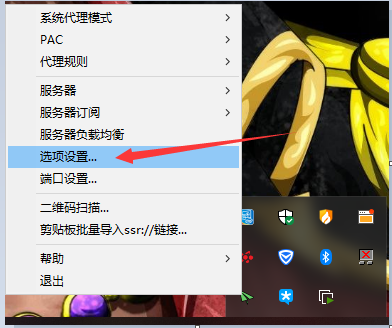 系统代理模式
PAC
代理规则
服务器
服务器订阅
服务器负载均衡
选项设置...
端口设置...
二维码扫描...
剪贴板批量导入ssr://链接...
帮助
退出